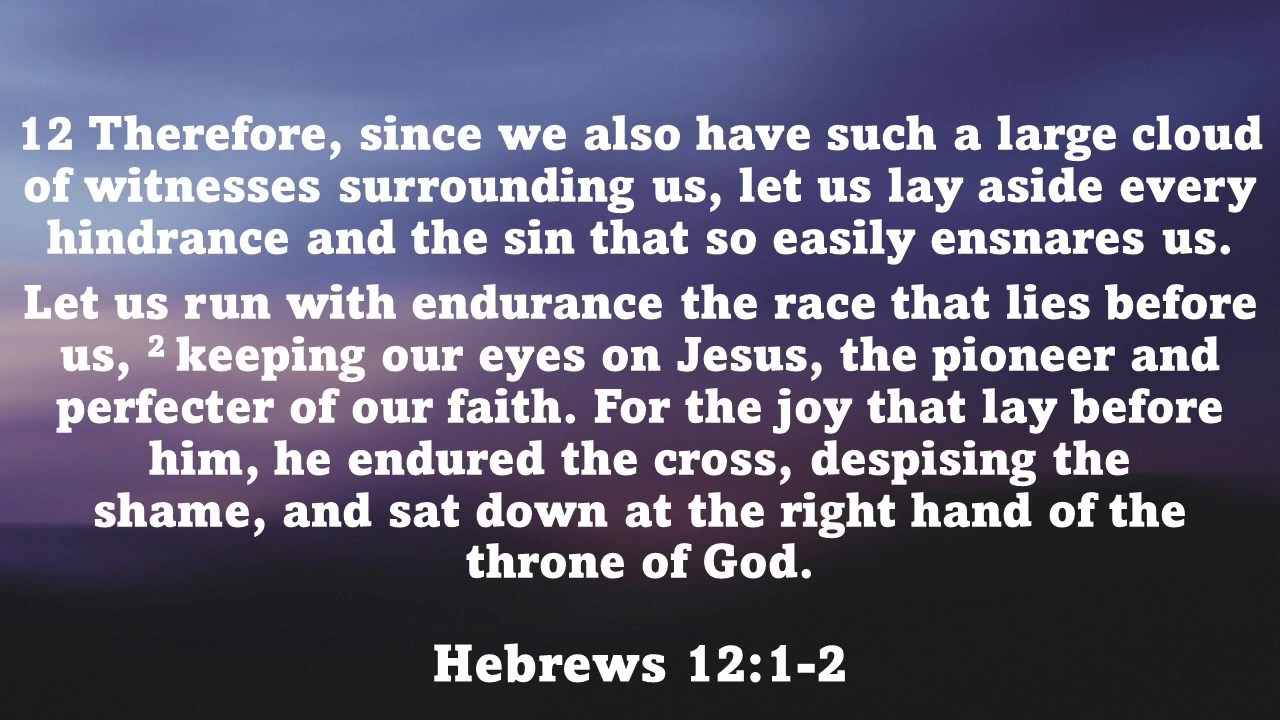 12 Therefore, since we also have such a large cloud
of witnesses surrounding us, let us lay aside every
hindrance and the sin that so easily ensnares us.
Let us run with endurance the race that lies before
us, ² keeping our eyes on Jesus, the pioneer and
perfecter of our faith. For the joy that lay before
him, he endured the cross, despising the
shame, and sat down at the right hand of the
throne of God.
Hebrews 12:1-2